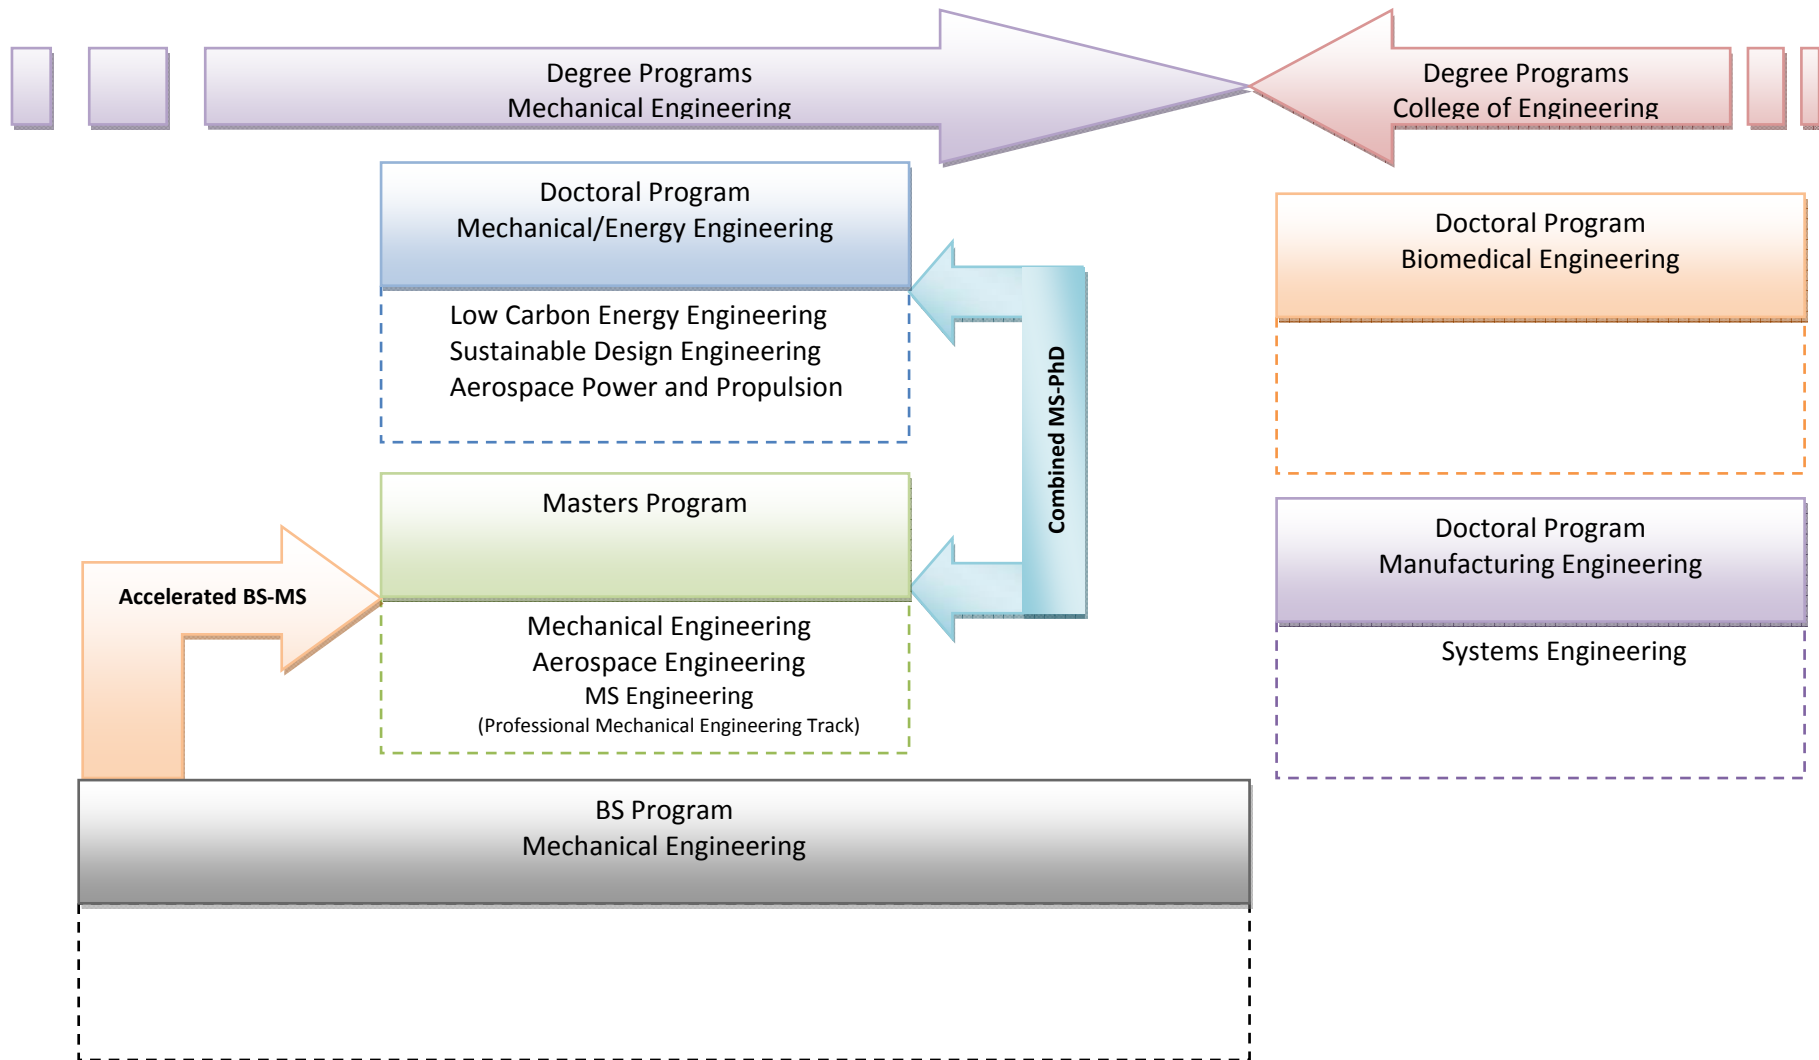 Degree Programs
Mechanical Engineering
Degree Programs
College of Engineering
Doctoral Program
Mechanical/Energy Engineering
Low Carbon Energy Engineering
Sustainable Design Engineering
Aerospace Power and Propulsion
Doctoral Program
Biomedical Engineering
Combined MS-PhD
Masters Program
Mechanical Engineering
Aerospace Engineering
MS Engineering
(Professional Mechanical Engineering Track)
Doctoral Program
Manufacturing Engineering
Systems Engineering
Accelerated BS-MS
BS Program
Mechanical Engineering